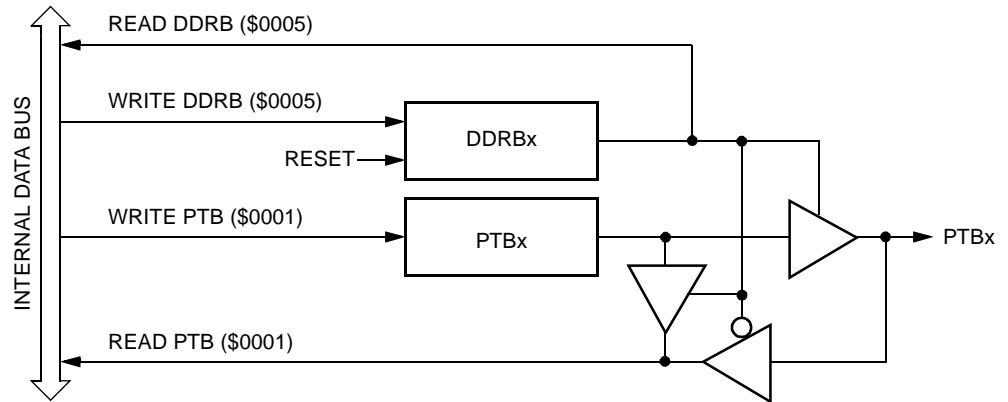 READ DDRB ($0005)
WRITE DDRB ($0005)
DDRBx
RESET
WRITE PTB ($0001)
PTBx
PTBx
READ PTB ($0001)
INTERNAL DATA BUS